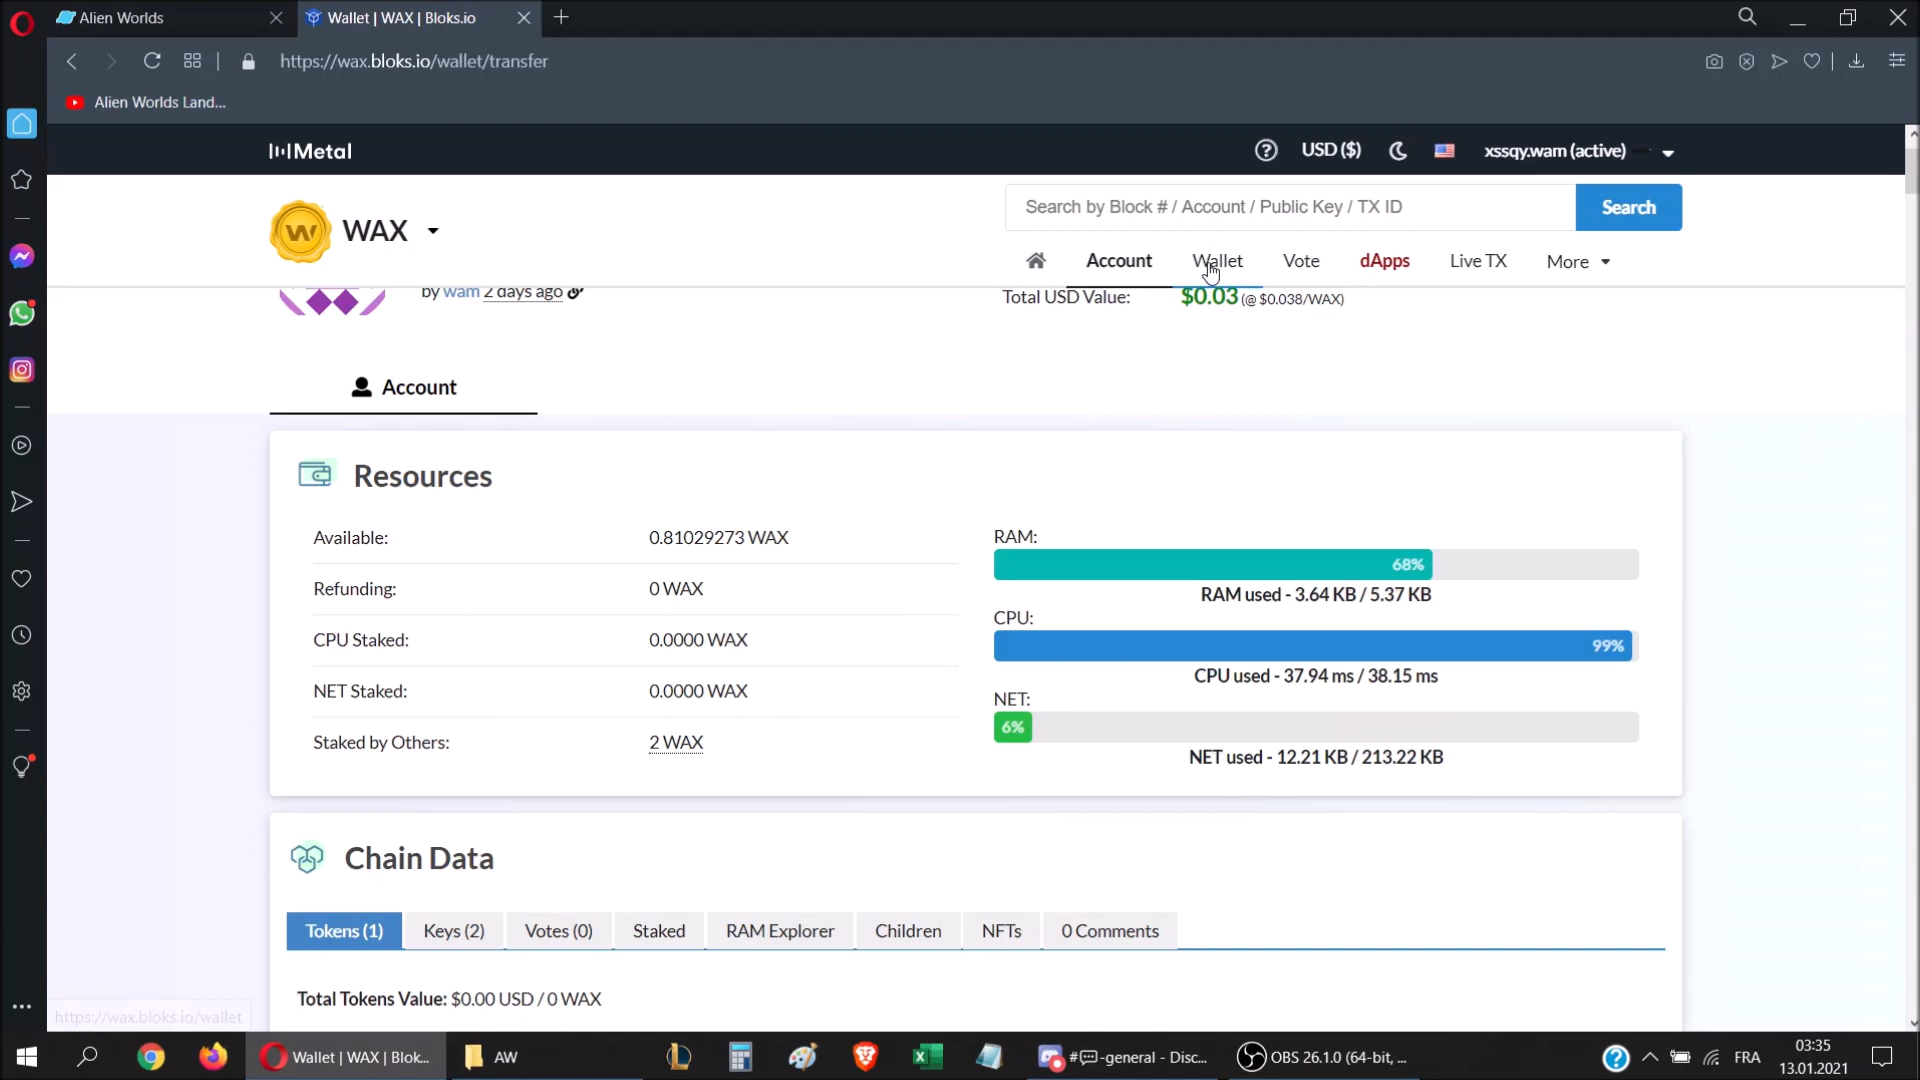 Alien Worlds
Wallet | WAX | Bloks.io
https://wax.bloks.io/wallet/transfer
Alien Worlds Land...
Metal
USD ($)
xssqy.wam (active)
WAX
Search by Block # / Account / Public Key / TX ID
Search
Account
Wallet
Vote
dApps
Live TX
More
by wam 2 days ago
Total USD Value: $0.03 (@ $0.038/WAX)
Account
Resources
Available: 0.81029273 WAX
Refunding: 0 WAX
CPU Staked: 0.0000 WAX
NET Staked: 0.0000 WAX
Staked by Others: 2 WAX
RAM:
68%
RAM used - 3.64 KB / 5.37 KB
CPU:
99%
CPU used - 37.94 ms / 38.15 ms
NET:
6%
NET used - 12.21 KB / 213.22 KB
Chain Data
Tokens (1)
Keys (2)
Votes (0)
Staked
RAM Explorer
Children
NFTs
0 Comments
Total Tokens Value: $0.00 USD / 0 WAX
https://wax.bloks.io/wallet
Wallet | WAX | Blok...
AW
#💬-general - Disc...
OBS 26.1.0 (64-bit, ...
FRA
03:35
13.01.2021